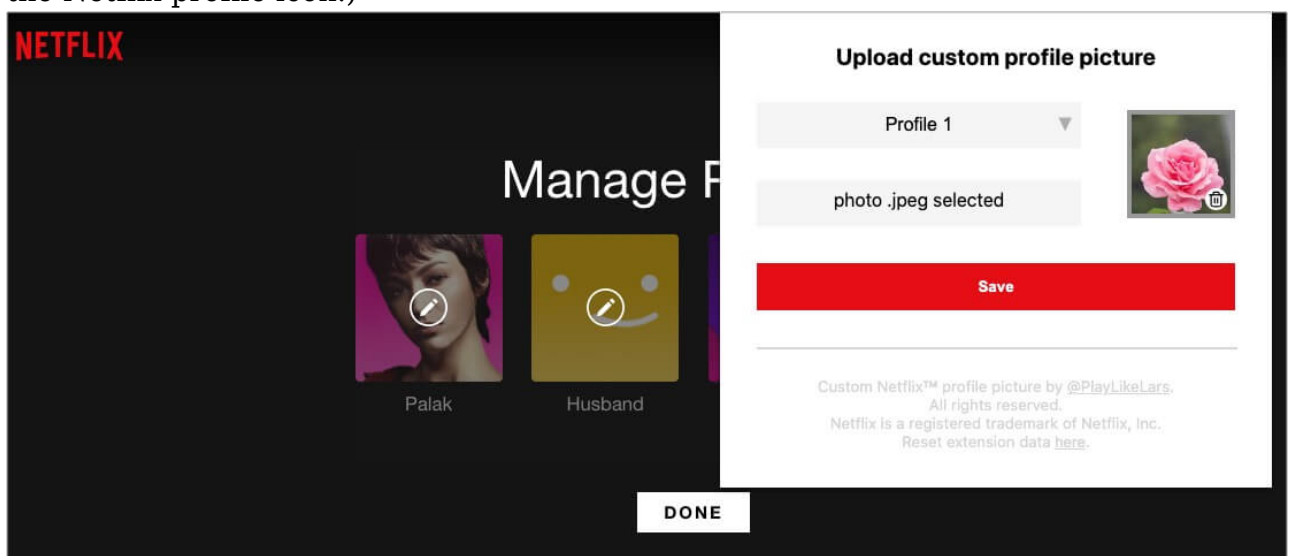 NETFLIX
Manage
Palak
Husband
DONE
Upload custom profile picture
Profile 1
photo .jpeg selected
Save
Custom Netflix™ profile picture by @PlayLikeLars.
All rights reserved.
Netflix is a registered trademark of Netflix, Inc.
Reset extension data here.